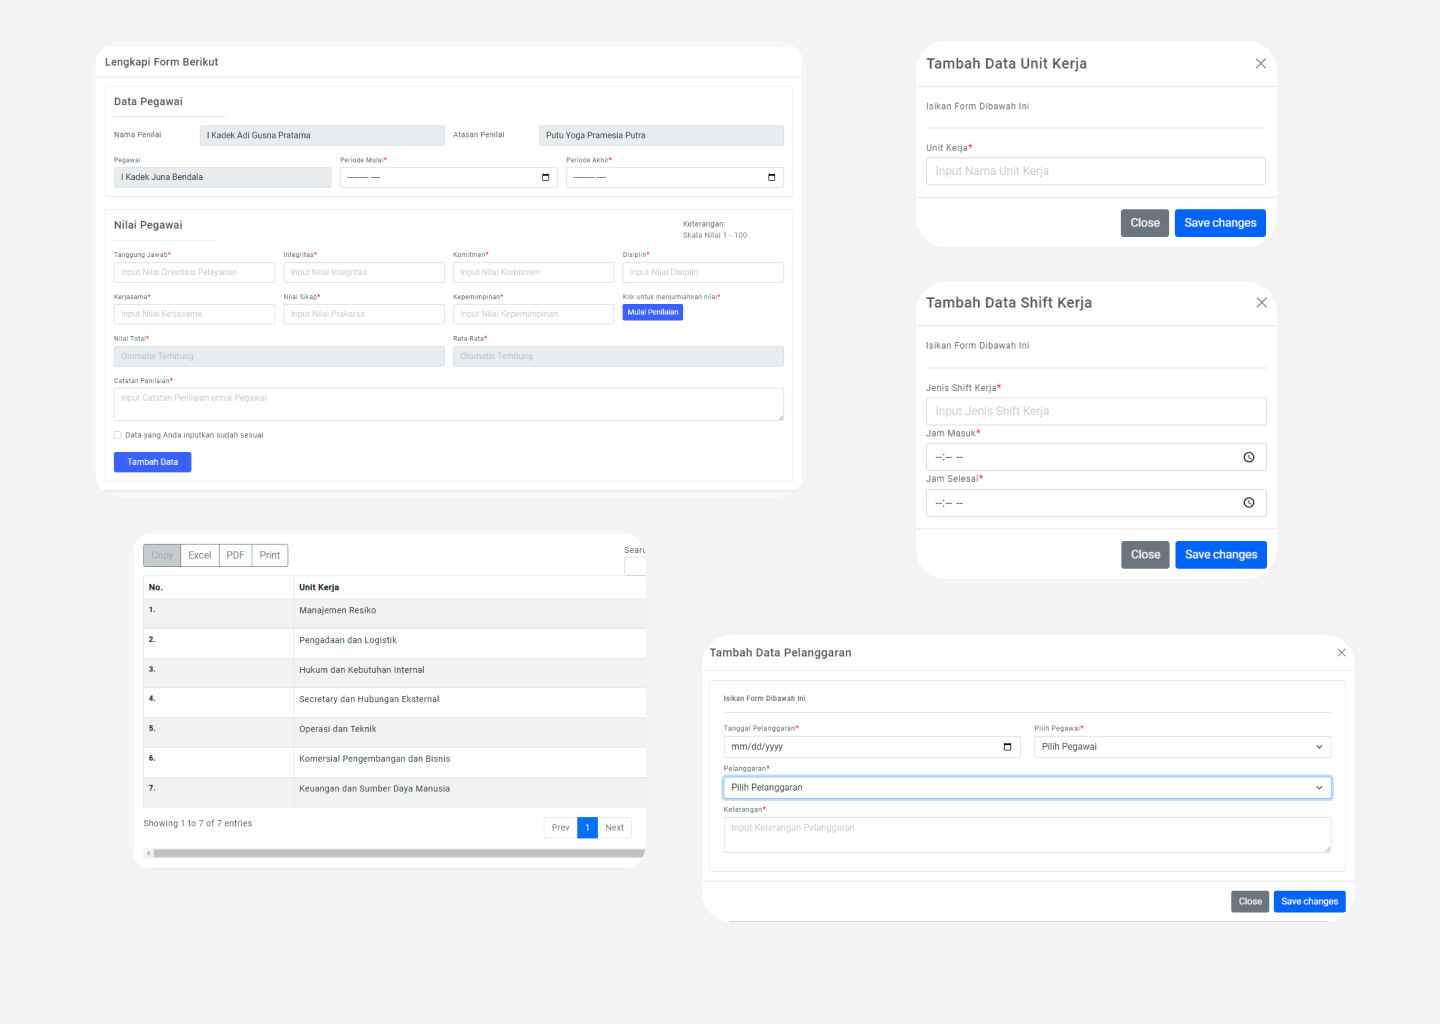 Lengkapi Form Berikut
Data Pegawai
Nama Penilai I Kadek Adi Gusna Pratama Atasan Penilai Putu Yoga Pramesia Putra
Pegawai Periode Mulai* Periode Akhir*
I Kadek Juna Bendala --------- ---- --------- ----
Nilai Pegawai
Keterangan:
Skala Nilai 1 - 100
Tanggung Jawab* Integritas* Komitmen* Disiplin*
Input Nilai Orientasi Pelayanan Input Nilai Integritas Input Nilai Komitmen Input Nilai Disiplin
Kerjasama* Nilai Sikap* Kepemimpinan* Klik untuk menjumlahkan nilai*
Input Nilai Kerjasama Input Nilai Prakarsa Input Nilai Kepemimpinan Mulai Penilaian
Nilai Total* Rata-Rata*
Otomatis Terhitung Otomatis Terhitung
Catatan Penilaian*
Input Catatan Penilaian untuk Pegawai
Data yang Anda inputkan sudah sesuai
Tambah Data
Tambah Data Unit Kerja
Isikan Form Dibawah Ini
Unit Kerja*
Input Nama Unit Kerja
Close Save changes
Tambah Data Shift Kerja
Isikan Form Dibawah Ini
Jenis Shift Kerja*
Input Jenis Shift Kerja
Jam Masuk*
--:-- --
Jam Selesai*
--:-- --
Close Save changes
Copy Excel PDF Print
No. Unit Kerja
1. Manajemen Resiko
2. Pengadaan dan Logistik
3. Hukum dan Kebutuhan Internal
4. Secretary dan Hubungan Eksternal
5. Operasi dan Teknik
6. Komersial Pengembangan dan Bisnis
7. Keuangan dan Sumber Daya Manusia
Showing 1 to 7 of 7 entries
Prev 1 Next
Tambah Data Pelanggaran
Isikan Form Dibawah Ini
Tanggal Pelanggaran* Pilih Pegawai*
mm/dd/yyyy Pilih Pegawai
Pelanggaran*
Pilih Pelanggaran
Keterangan*
Input Keterangan Pelanggaran
Close Save changes